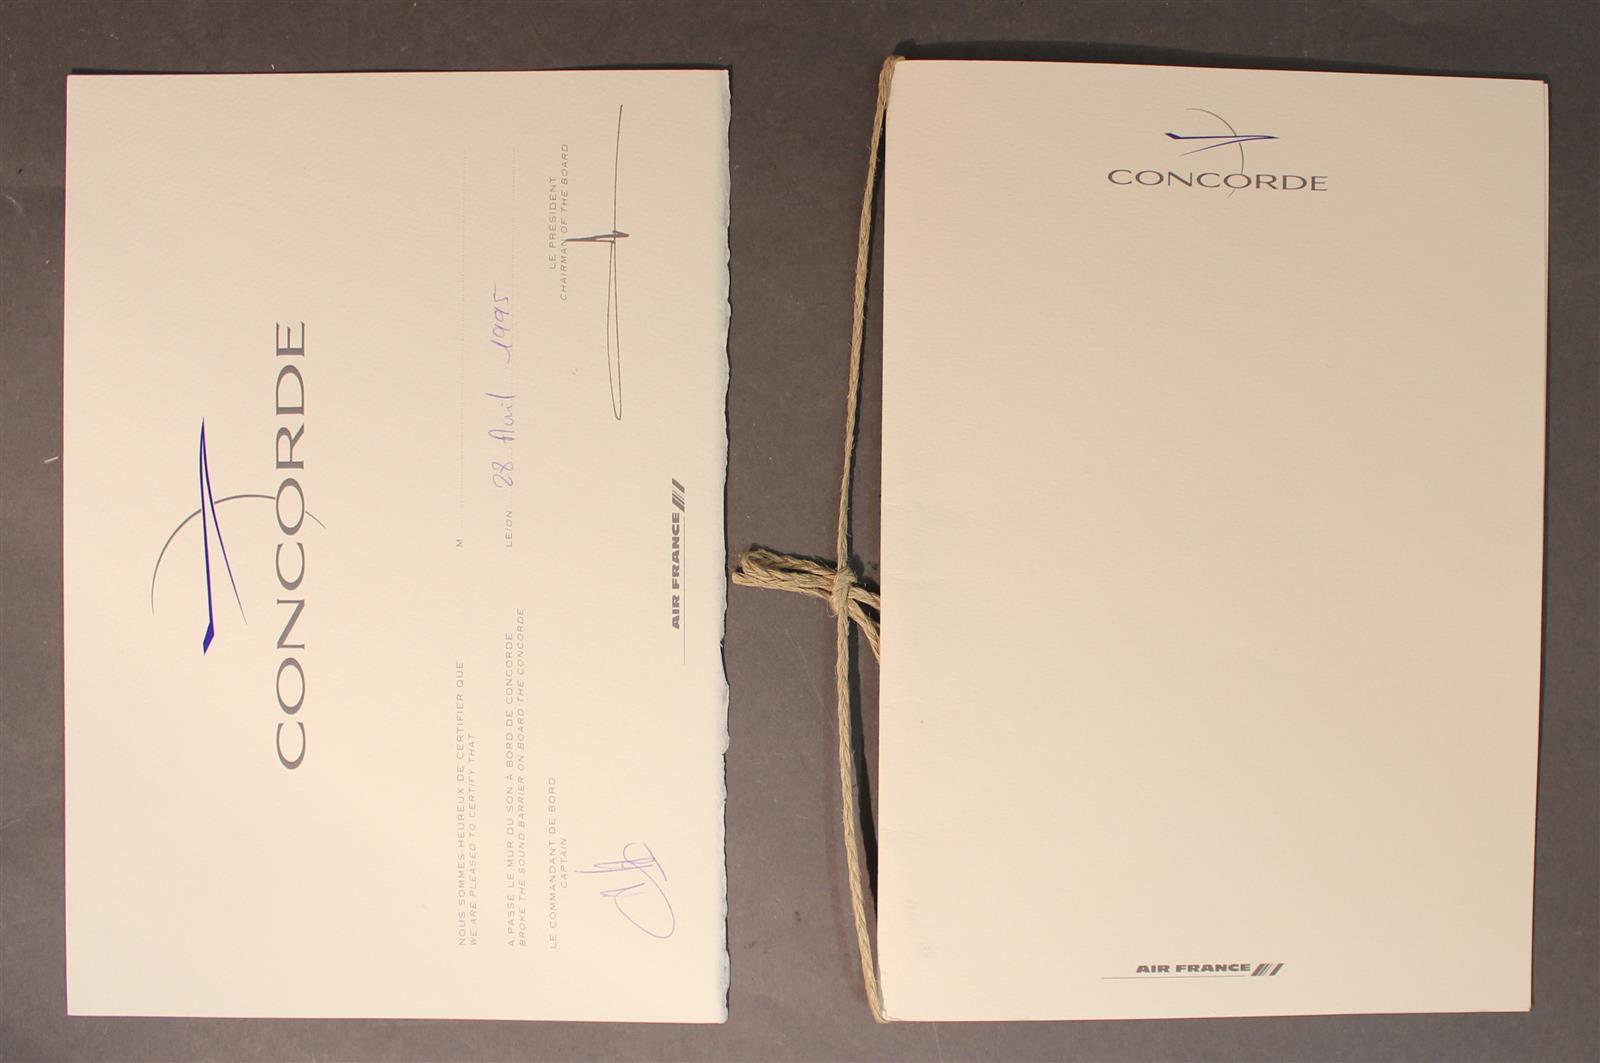 CONCORDE
NOUS SOMMES HEUREUX DE CERTIFIER QUE M
WE ARE PLEASED TO CERTIFY THAT
A PASSÉ LE MUR DU SON À BORD DE CONCORDE LE/ON 28 Avril 1995
BROKE THE SOUND BARRIER ON BOARD THE CONCORDE
LE COMMANDANT DE BORD LE PRÉSIDENT
CAPTAIN CHAIRMAN OF THE BOARD
AIR FRANCE
CONCORDE
AIR FRANCE